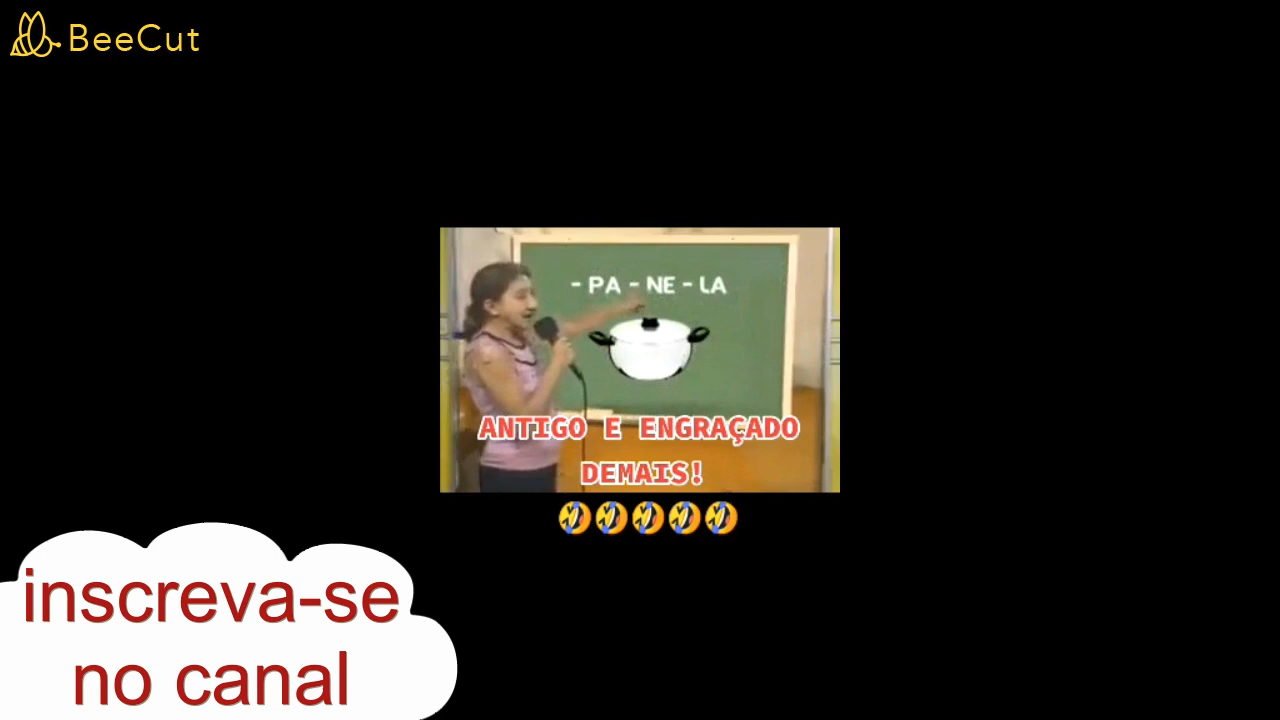 BeeCut
- PA - NE - LA
ANTIGO E ENGRAÇADO
DEMAIS!
🤣🤣🤣🤣🤣
inscreva-se
no canal